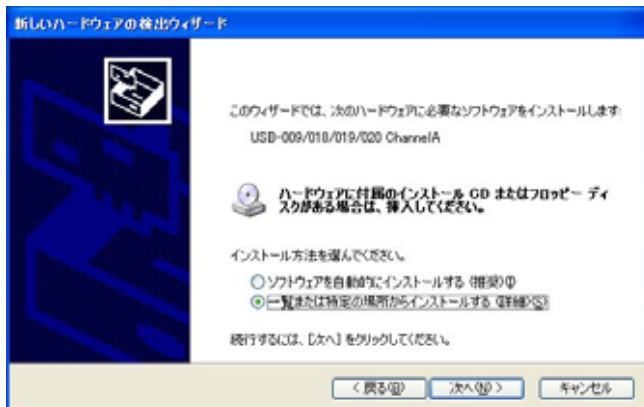 新しいハードウェアの検出ウィザード
このウィザードでは、次のハードウェアに必要なソフトウェアをインストールします:
USB-009/018/019/020 ChannelA
ハードウェアに付属のインストール CD またはフロッピー ディ
スクがある場合は、挿入してください。
インストール方法を選んでください。
ソフトウェアを自動的にインストールする (推奨)(I)
一覧または特定の場所からインストールする (詳細)(S)
続行するには、[次へ] をクリックしてください。
< 戻る(B)
次へ(N) >
キャンセル